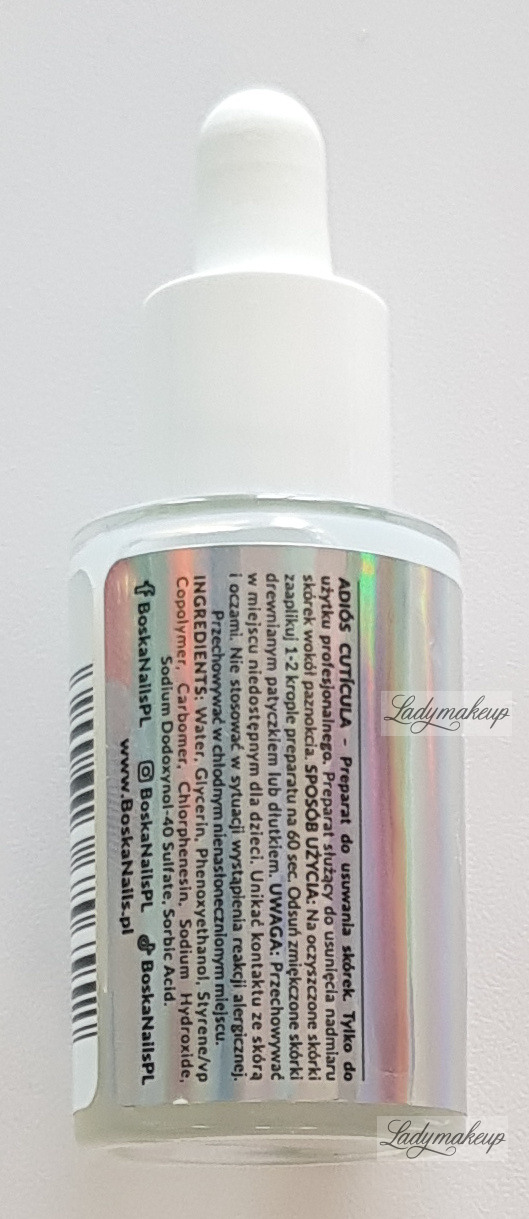 ADIÓS CUTÍCULA - Preparat do usuwania skórek. Tylko do
użytku profesjonalnego. Preparat służący do usunięcia nadmiaru
skórek wokół paznokcia. SPOSÓB UŻYCIA: Na oczyszczone skórki
zaaplikuj 1-2 krople preparatu na 60 sec. Odsuń zmiękczone skórki
drewnianym patyczkiem lub dłutkiem. UWAGA: Przechowywać
w miejscu niedostępnym dla dzieci. Unikać kontaktu ze skórą
i oczami. Nie stosować w sytuacji wystąpienia reakcji alergicznej.
Przechowywać w chłodnym nienasłonecznionym miejscu.
INGREDIENTS: Water, Glycerin, Phenoxyethanol, Styrene/vp
Copolymer, Carbomer, Chlorphenesin, Sodium Hydroxide,
Sodium Dodoxynol-40 Sulfate, Sorbic Acid.
BoskaNailsPL BoskaNailsPL BoskaNailsPL
www.BoskaNails.pl
Ladymakeup
Ladymakeup